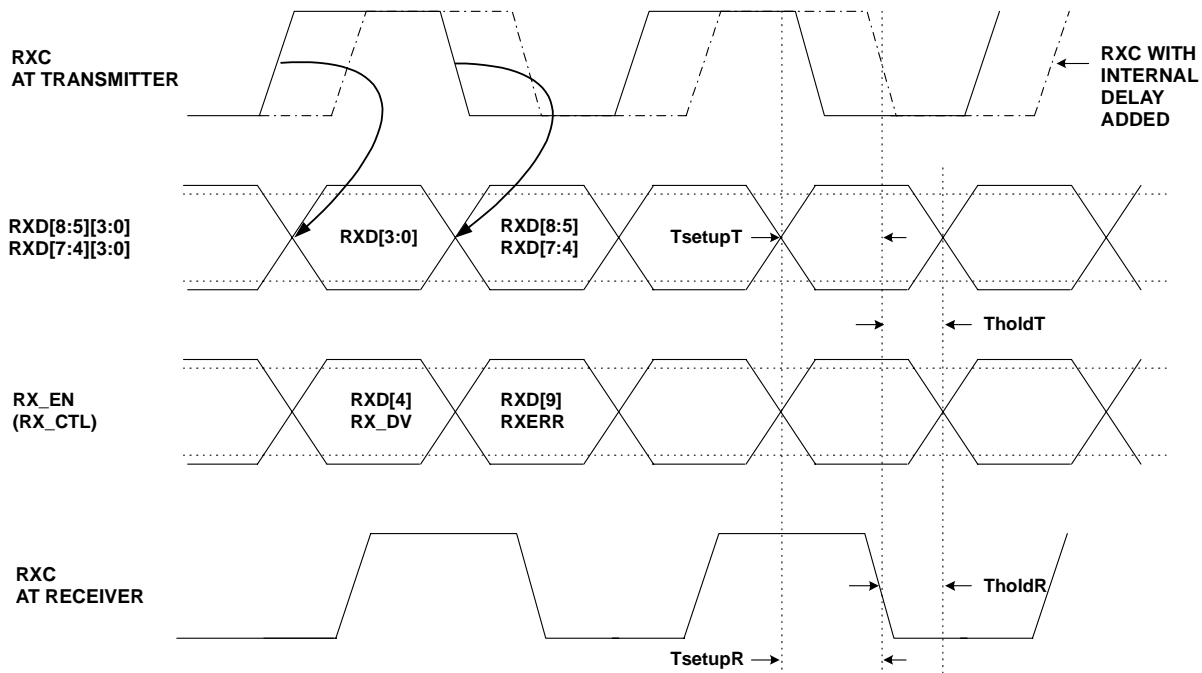 RXC
AT TRANSMITTER
RXC WITH
INTERNAL
DELAY
ADDED
RXD[8:5][3:0]
RXD[7:4][3:0]
RXD[3:0]
RXD[8:5]
RXD[7:4]
TsetupT
TholdT
RX_EN
(RX_CTL)
RXD[4]
RX_DV
RXD[9]
RXERR
RXC
AT RECEIVER
TholdR
TsetupR